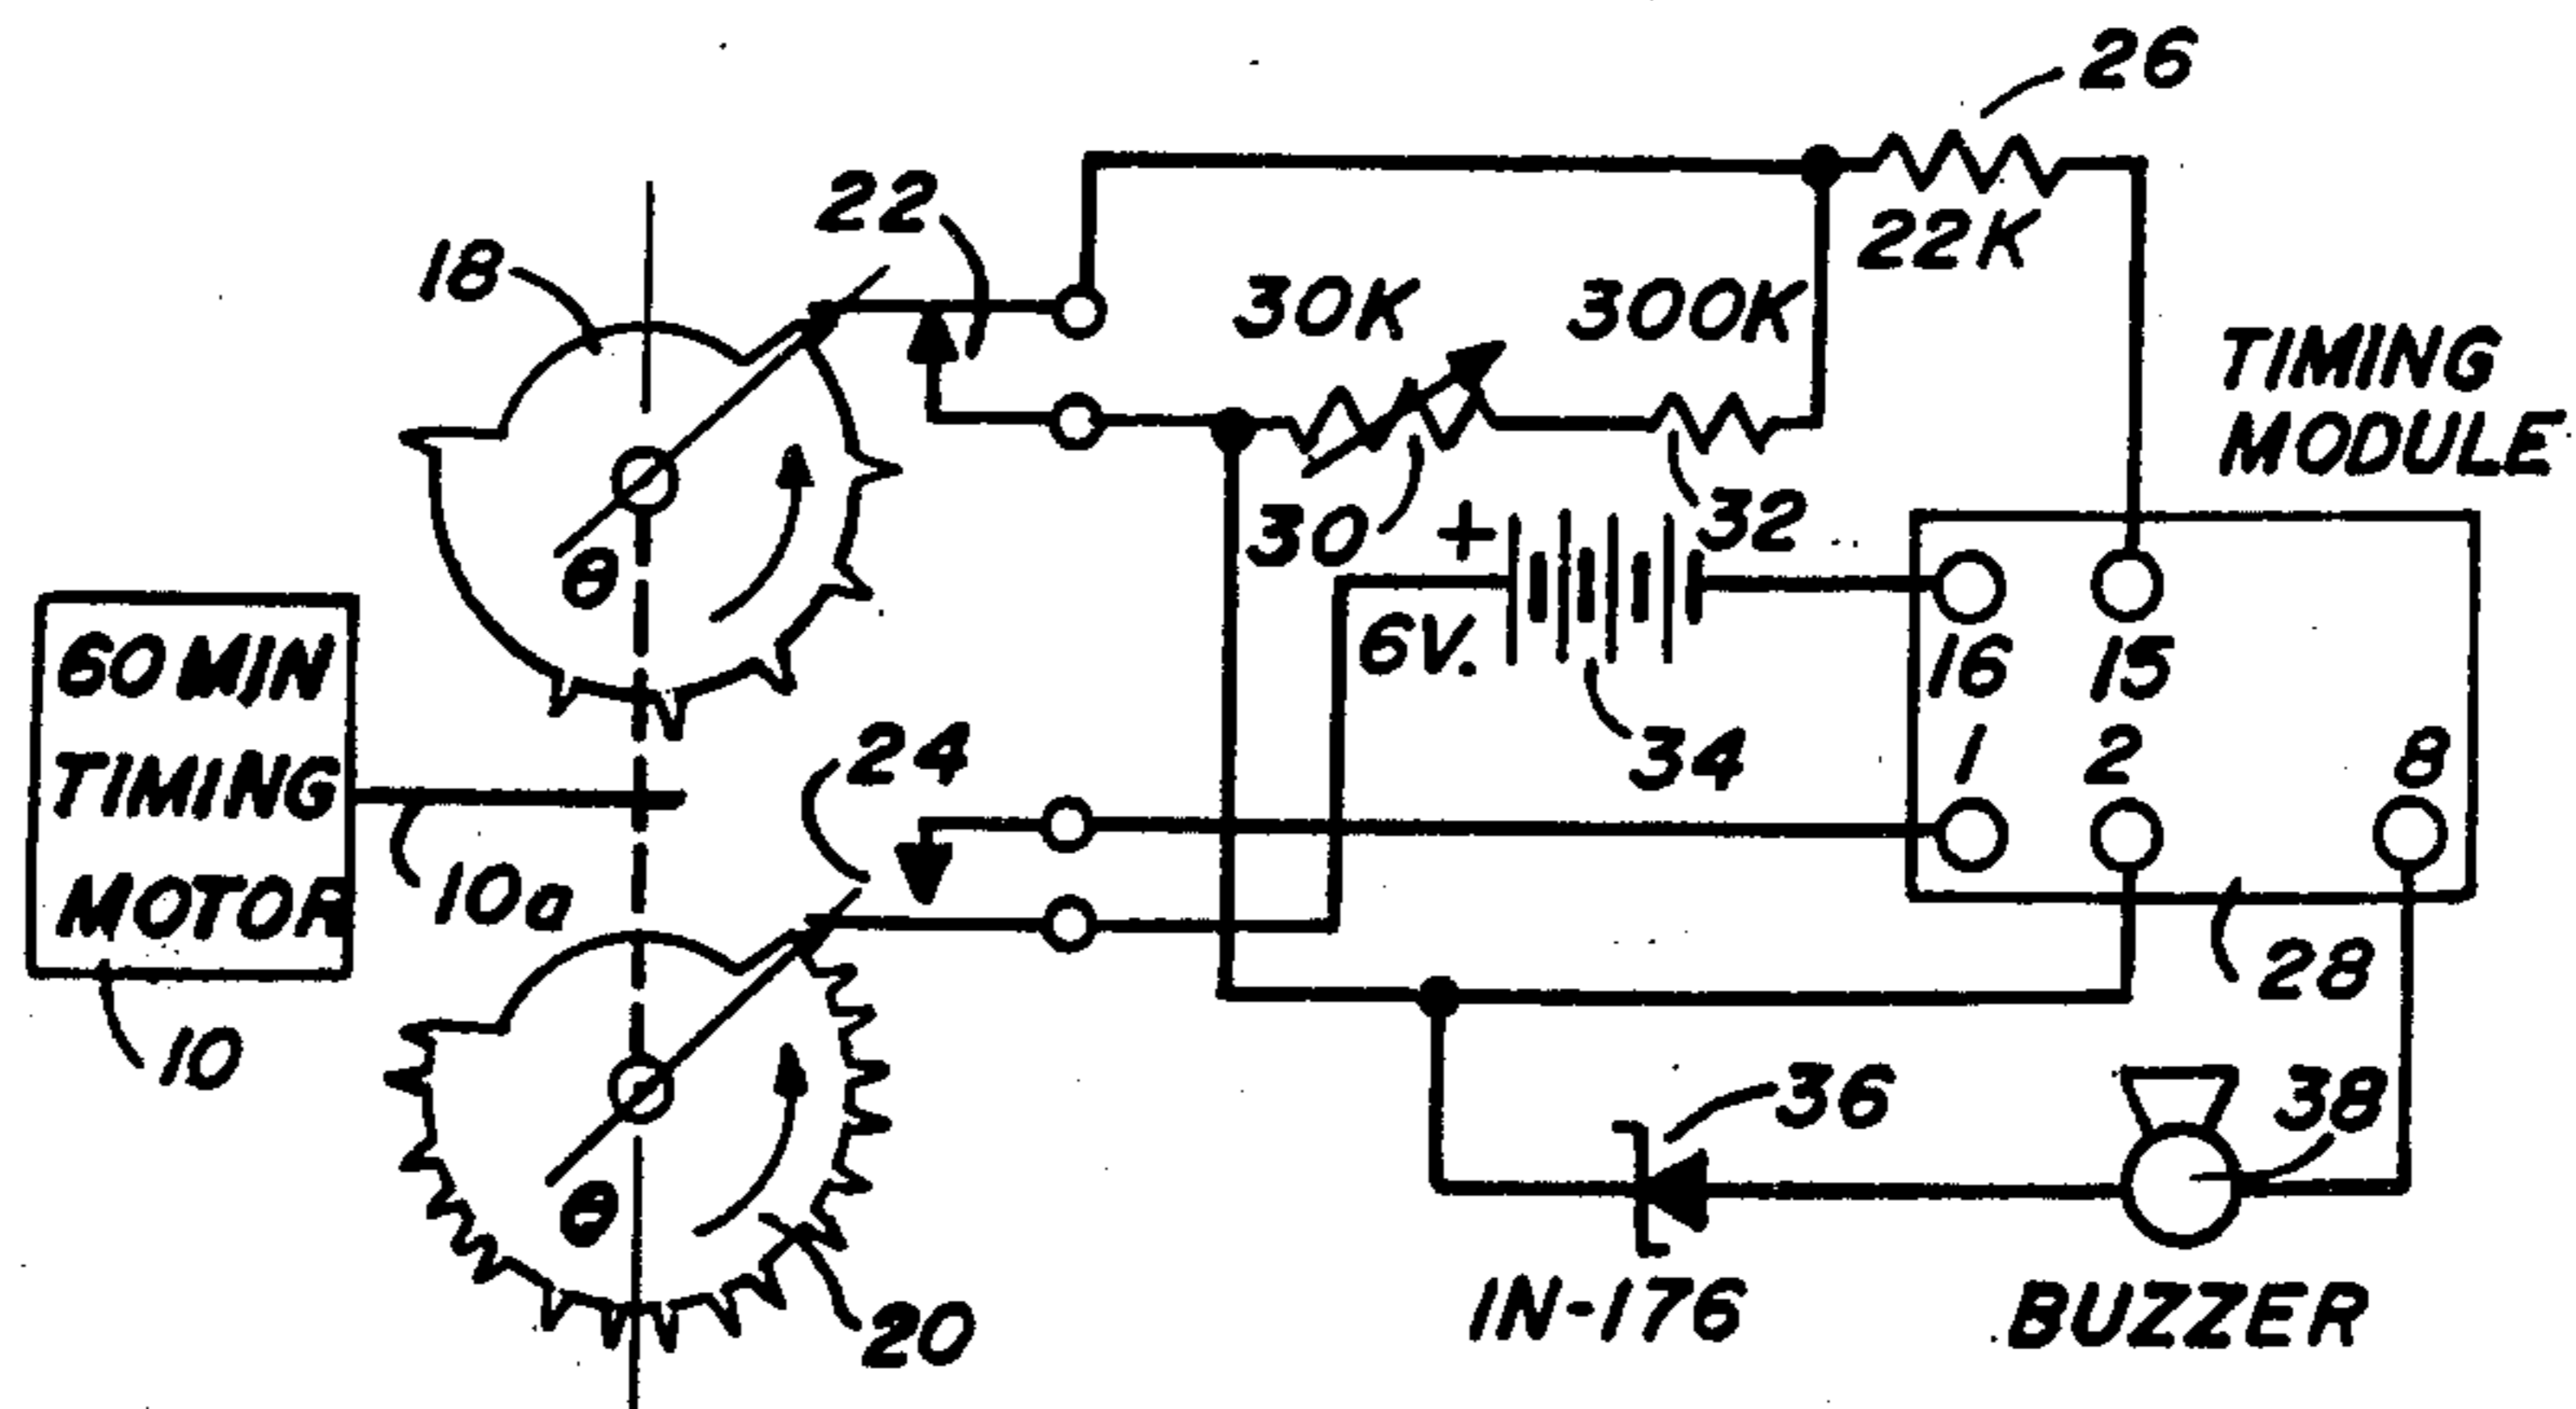 26
22
18
22K
30K
300K
TIMING
MODULE
30
+
32
θ
60 MIN
TIMING
MOTOR
6V.
16
15
34
1
2
8
24
10a
28
10
36
38
θ
20
1N-176
BUZZER